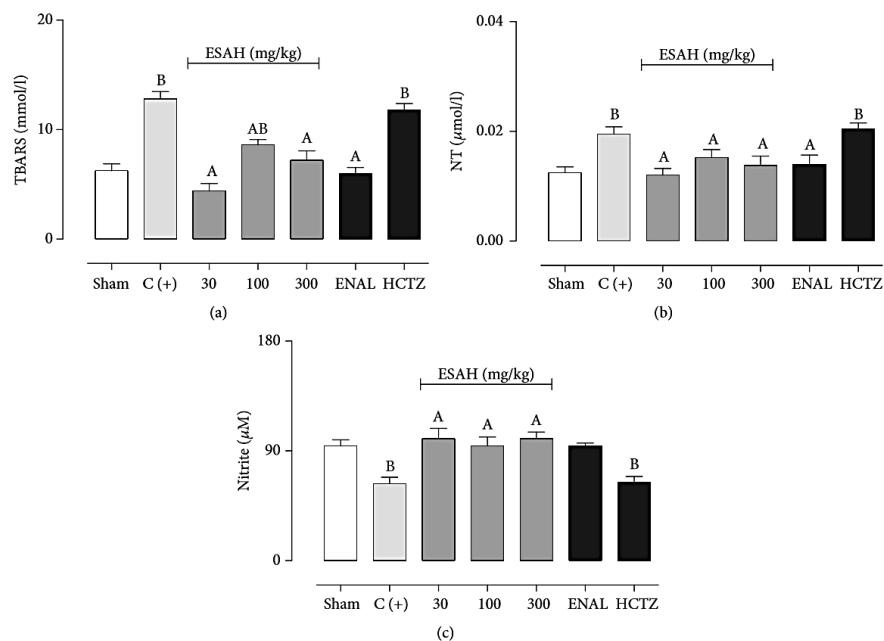 20
10
0
TBARS (mmol/l)
ESAH (mg/kg)
B
A
AB
A
A
B
Sham C (+) 30 100 300 ENAL HCTZ
(a)
0.04
0.02
0.00
NT (μmol/l)
ESAH (mg/kg)
B
A
A
A
A
B
Sham C (+) 30 100 300 ENAL HCTZ
(b)
180
90
0
Nitrite (μM)
ESAH (mg/kg)
B
A
A
A
B
Sham C (+) 30 100 300 ENAL HCTZ
(c)